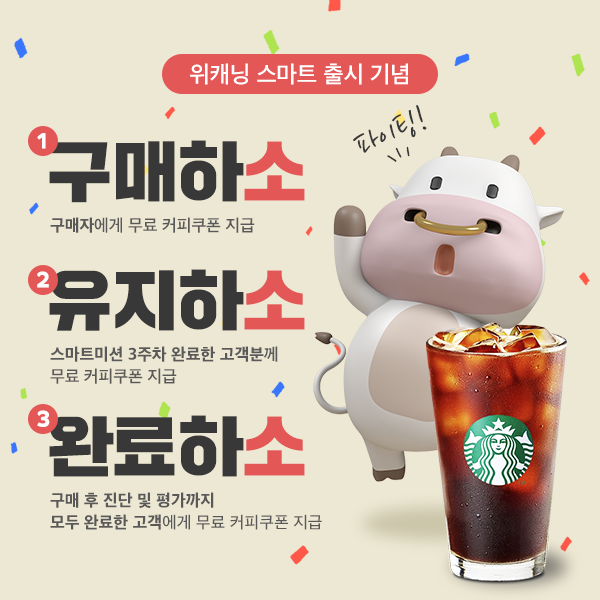 위캐닝 스마트 출시 기념
파이팅!!
1
구매하소
구매자에게 무료 커피쿠폰 지급
2
유지하소
스마트미션 3주차 완료한 고객분께
무료 커피쿠폰 지급
3
완료하소
구매 후 진단 및 평가까지
모두 완료한 고객에게 무료 커피쿠폰 지급